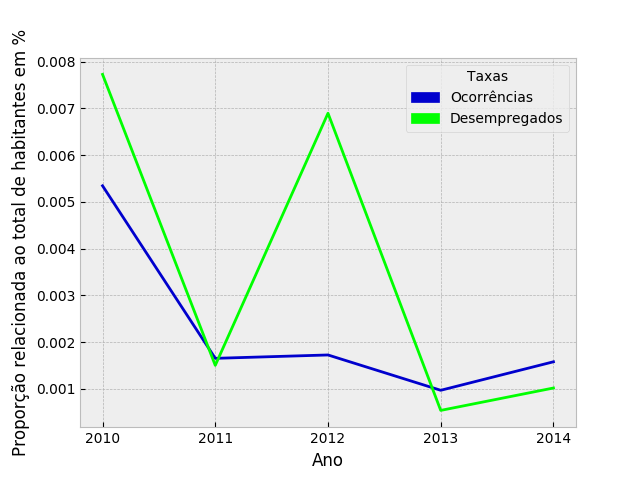 Proporção relacionada ao total de habitantes em %
0.008
0.007
0.006
0.005
0.004
0.003
0.002
0.001
Taxas
Ocorrências
Desempregados
2010 2011 2012 2013 2014
Ano